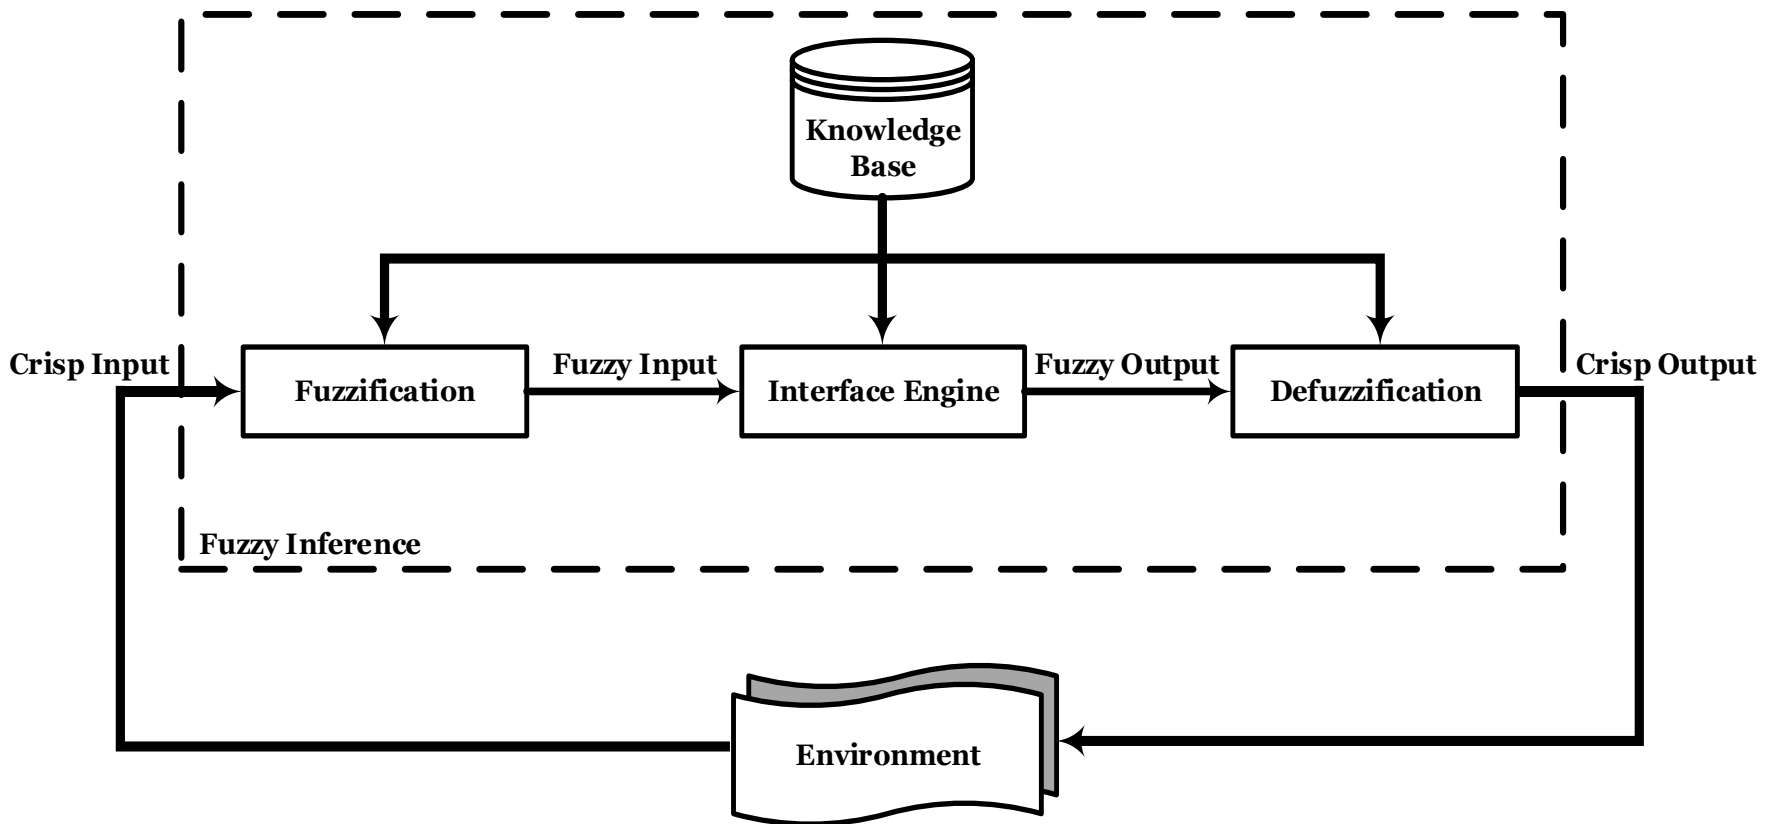 Knowledge
Base
Crisp Input
Fuzzification
Fuzzy Input
Interface Engine
Fuzzy Output
Defuzzification
Crisp Output
Fuzzy Inference
Environment